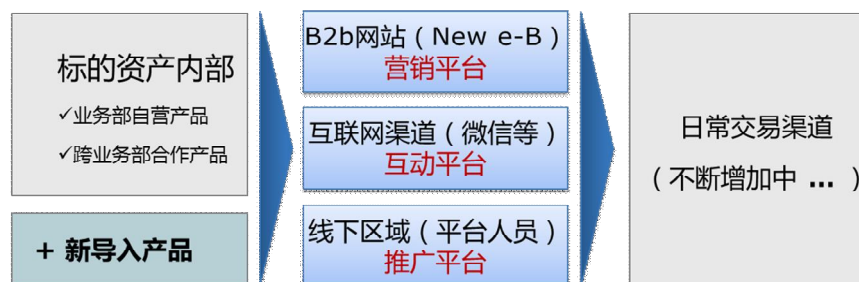 标的资产内部
✓业务部自营产品
✓跨业务部合作产品
+ 新导入产品
B2b网站（New e-B）
营销平台
互联网渠道（微信等）
互动平台
线下区域（平台人员）
推广平台
日常交易渠道
（不断增加中 ... ）